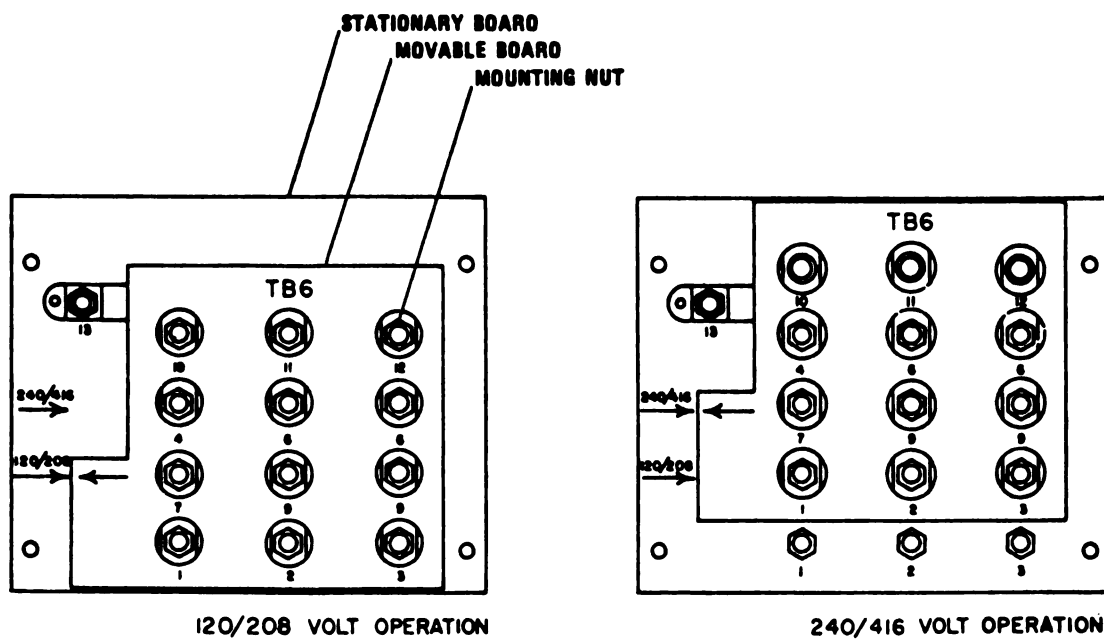 STATIONARY BOARD
MOVABLE BOARD
MOUNTING NUT
TB6
13
10 11 12
240/416
4 5 6
120/208
7 8 9
1 2 3
120/208 VOLT OPERATION
TB6
10 11 12
13
4 5 6
240/416
7 8 9
120/208
1 2 3
1 2 3
240/416 VOLT OPERATION